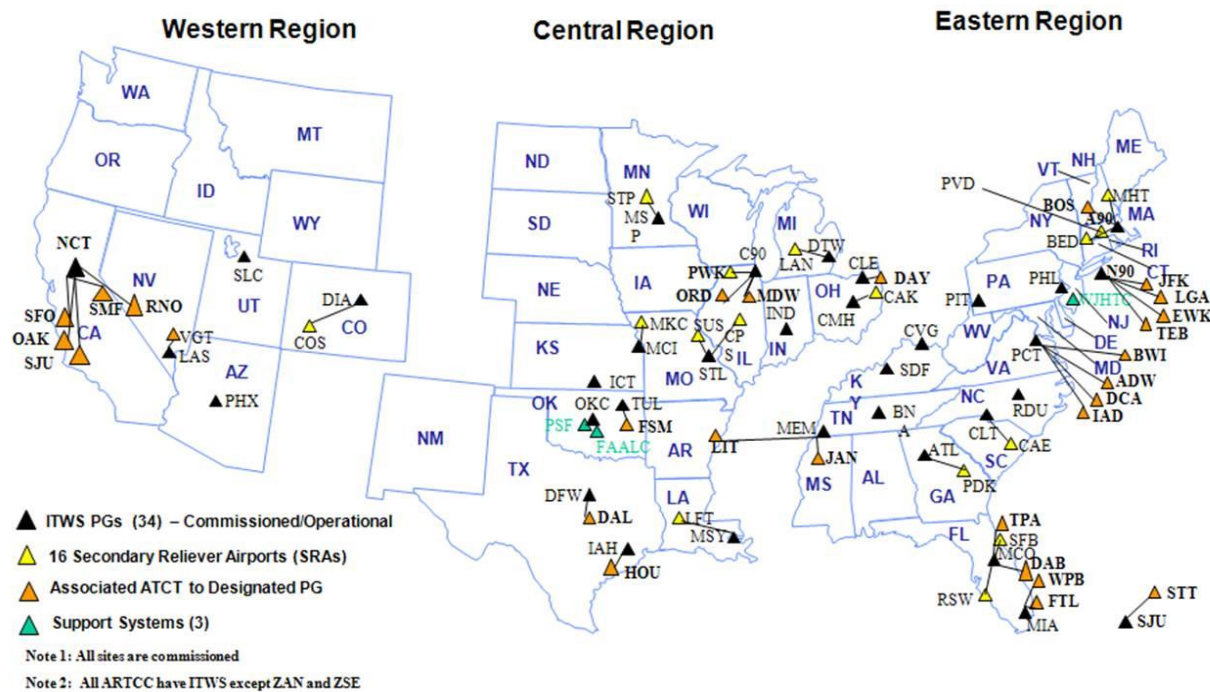 Western Region
Central Region
Eastern Region
WA
MT
OR
ID
WY
NCT
NV
SLC
UT
DIA
CO
COS
SMF
RNO
SFO
OAK
CA
SJU
VGT
LAS
AZ
PHX
NM
ND
MN
STP
MS
P
SD
WI
MI
DTW
LAN
C90
PWK
IA
ORD
MDW
NE
CLE
DAY
OH
CAK
CMH
IND
IN
MKC
SUS
CP
S
MCI
KS
IL
STL
MO
ICT
OK
OKC
TUL
PSF
FSM
FAALC
AR
LIT
TX
DFW
DAL
LA
LFT
MSY
IAH
HOU
ME
NH
VT
PVD
MHT
BOS
A90
MA
NY
BED
RI
CT
N90
JFK
PA
PHL
LGA
PIT
WJHTC
EWK
NJ
TEB
WV
DE
CVG
PCT
MD
BWI
VA
SDF
K
Y
ADW
NC
DCA
RDU
IAD
TN
BN
A
MEM
CLT
CAE
ATL
SC
JAN
PDK
MS
AL
GA
FL
TPA
SFB
MCO
DAB
WPB
RSW
FTL
STT
MIA
SJU
ITWS PGs (34) – Commissioned/Operational
16 Secondary Reliever Airports (SRAs)
Associated ATCT to Designated PG
Support Systems (3)
Note 1: All sites are commissioned
Note 2: All ARTCC have ITWS except ZAN and ZSE